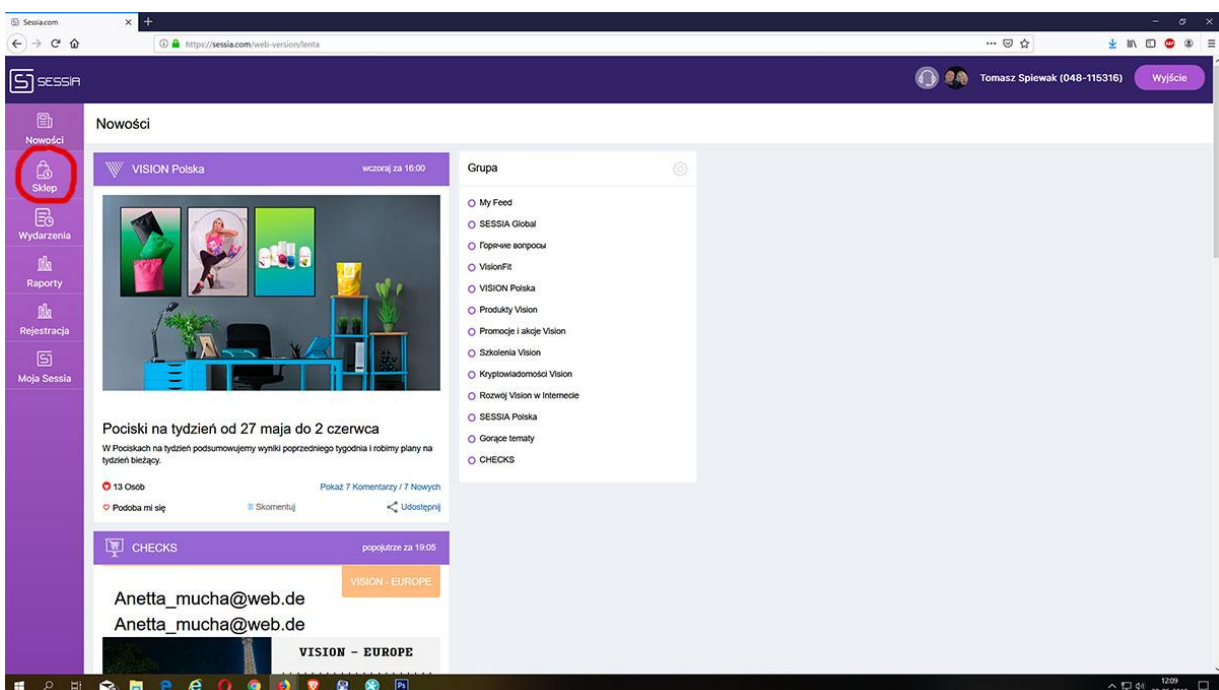 Sessia.com
https://sessia.com/web-version/lenta
SESSIA
Tomasz Spiewak (048-115316)
Wyjście
Nowości
Sklep
Wydarzenia
Raporty
Rejestracja
Moja Sessia
Nowości
VISION Polska
wczoraj za 16:00
Pociski na tydzień od 27 maja do 2 czerwca
W Pociskach na tydzień podsumowujemy wyniki poprzedniego tygodnia i robimy plany na
tydzień bieżący.
13 Osób
Pokaż 7 Komentarzy / 7 Nowych
Podoba mi się
Skomentuj
Udostępnij
CHECKS
popojutrze za 19:05
VISION - EUROPE
Anetta_mucha@web.de
Anetta_mucha@web.de
VISION - EUROPE
Grupa
My Feed
SESSIA Global
Горячие вопросы
VisionFit
VISION Polska
Produkty Vision
Promocje i akcje Vision
Szkolenia Vision
Kryptowiadomości Vision
Rozwój Vision w Internecie
SESSIA Polska
Gorące tematy
CHECKS
12:09